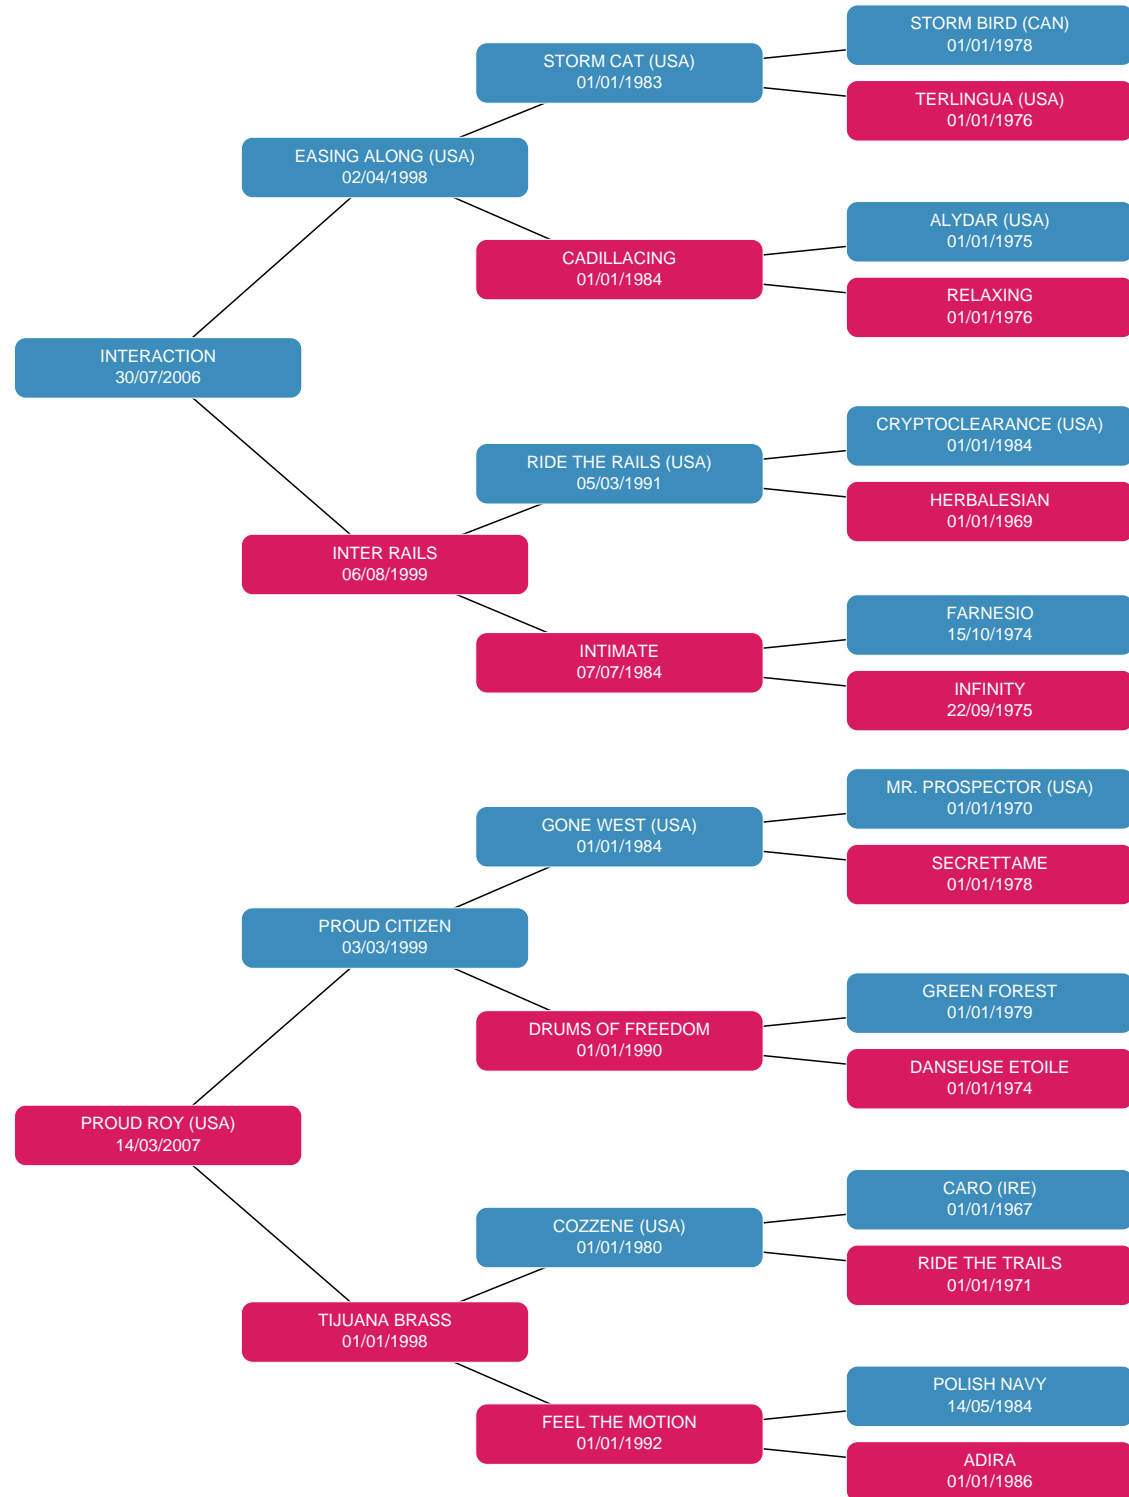 STORM BIRD (CAN)
01/01/1978
STORM CAT (USA)
01/01/1983
TERLINGUA (USA)
01/01/1976
EASING ALONG (USA)
02/04/1998
ALYDAR (USA)
01/01/1975
CADILLACING
01/01/1984
RELAXING
01/01/1976
INTERACTION
30/07/2006
CRYPTOCLEARANCE (USA)
01/01/1984
RIDE THE RAILS (USA)
05/03/1991
HERBALESIAN
01/01/1969
INTER RAILS
06/08/1999
FARNESIO
15/10/1974
INTIMATE
07/07/1984
INFINITY
22/09/1975
MR. PROSPECTOR (USA)
01/01/1970
GONE WEST (USA)
01/01/1984
SECRETTAME
01/01/1978
PROUD CITIZEN
03/03/1999
GREEN FOREST
01/01/1979
DRUMS OF FREEDOM
01/01/1990
DANSEUSE ETOILE
01/01/1974
PROUD ROY (USA)
14/03/2007
CARO (IRE)
01/01/1967
COZZENE (USA)
01/01/1980
RIDE THE TRAILS
01/01/1971
TIJUANA BRASS
01/01/1998
POLISH NAVY
14/05/1984
FEEL THE MOTION
01/01/1992
ADIRA
01/01/1986